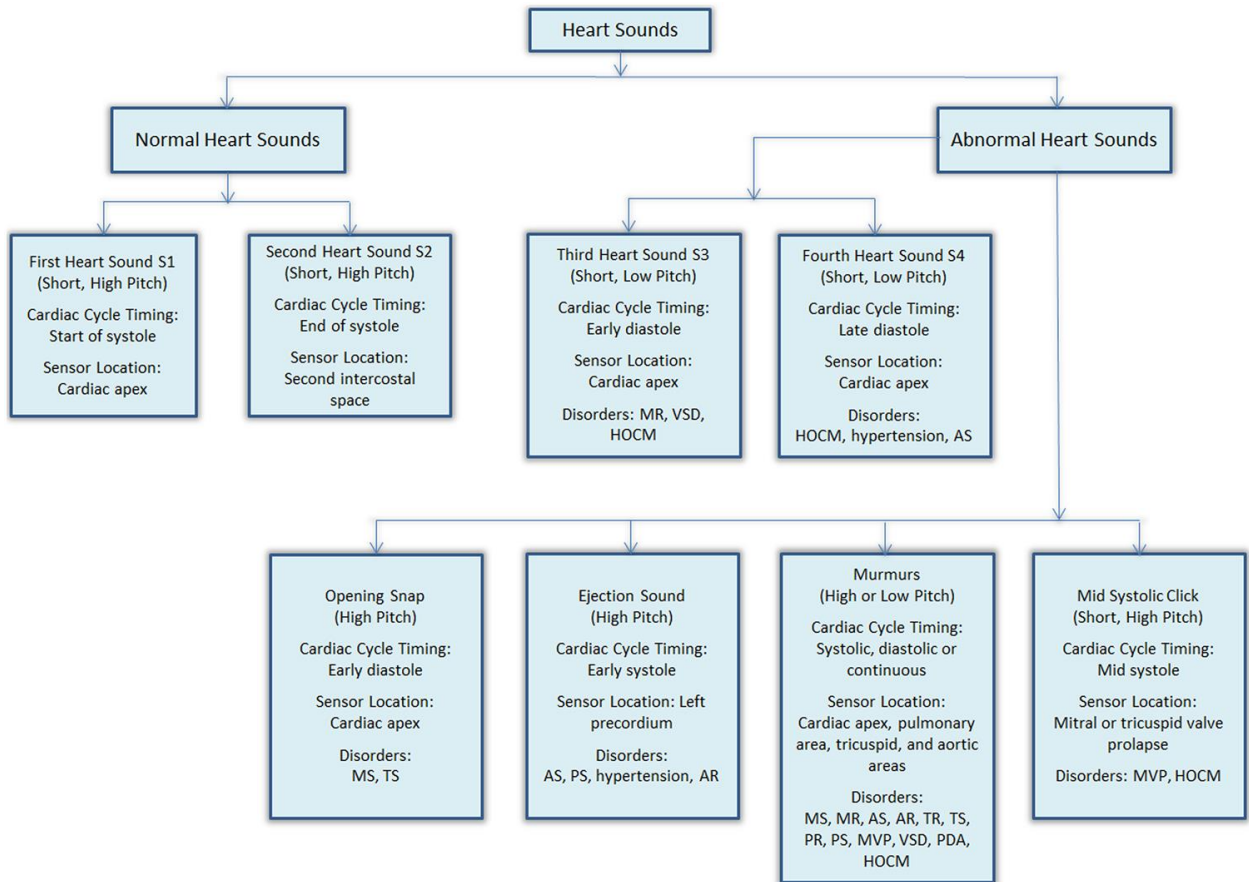 Heart Sounds
Normal Heart Sounds
Abnormal Heart Sounds
First Heart Sound S1
(Short, High Pitch)
Cardiac Cycle Timing:
Start of systole
Sensor Location:
Cardiac apex
Second Heart Sound S2
(Short, High Pitch)
Cardiac Cycle Timing:
End of systole
Sensor Location:
Second intercostal
space
Third Heart Sound S3
(Short, Low Pitch)
Cardiac Cycle Timing:
Early diastole
Sensor Location:
Cardiac apex
Disorders: MR, VSD,
HOCM
Fourth Heart Sound S4
(Short, Low Pitch)
Cardiac Cycle Timing:
Late diastole
Sensor Location:
Cardiac apex
Disorders:
HOCM, hypertension, AS
Opening Snap
(High Pitch)
Cardiac Cycle Timing:
Early diastole
Sensor Location:
Cardiac apex
Disorders:
MS, TS
Ejection Sound
(High Pitch)
Cardiac Cycle Timing:
Early systole
Sensor Location: Left
precordium
Disorders:
AS, PS, hypertension, AR
Murmurs
(High or Low Pitch)
Cardiac Cycle Timing:
Systolic, diastolic or
continuous
Sensor Location:
Cardiac apex, pulmonary
area, tricuspid, and aortic
areas
Disorders:
MS, MR, AS, AR, TR, TS,
PR, PS, MVP, VSD, PDA,
HOCM
Mid Systolic Click
(Short, High Pitch)
Cardiac Cycle Timing:
Mid systole
Sensor Location:
Mitral or tricuspid valve
prolapse
Disorders: MVP, HOCM